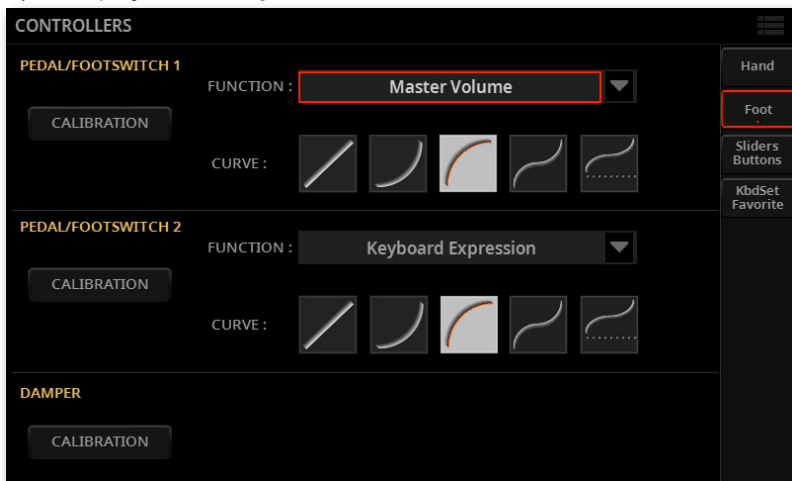 CONTROLLERS
PEDAL/FOOTSWITCH 1
FUNCTION :
Master Volume
CALIBRATION
CURVE :
PEDAL/FOOTSWITCH 2
FUNCTION :
Keyboard Expression
CALIBRATION
CURVE :
DAMPER
CALIBRATION
Hand
Foot
Sliders
Buttons
KbdSet
Favorite